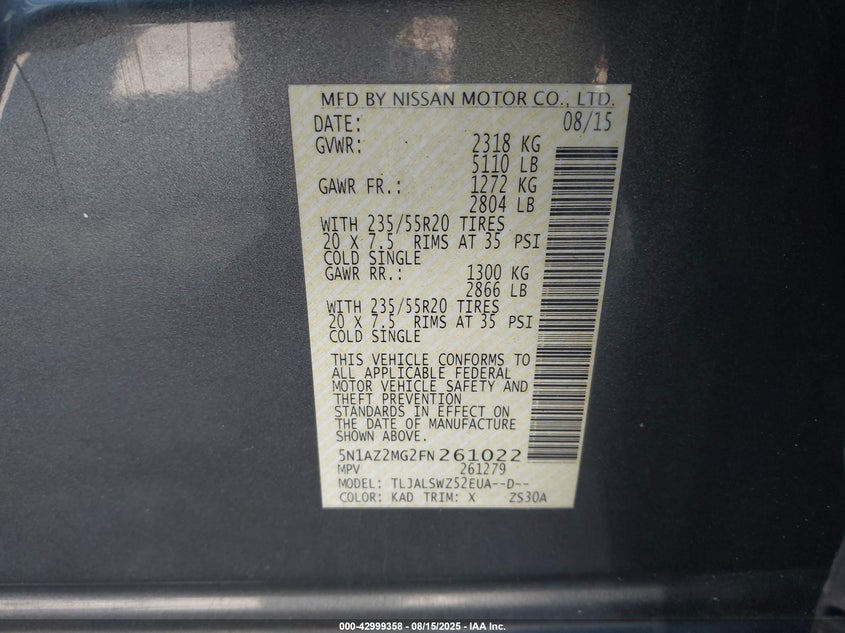 MFD BY NISSAN MOTOR CO., LTD.
DATE: 08/15
GVWR: 2318 KG
5110 LB
GAWR FR.: 1272 KG
2804 LB
WITH 235/55R20 TIRES
20 X 7.5 RIMS AT 35 PSI
COLD SINGLE
GAWR RR.: 1300 KG
2866 LB
WITH 235/55R20 TIRES
20 X 7.5 RIMS AT 35 PSI
COLD SINGLE
THIS VEHICLE CONFORMS TO
ALL APPLICABLE FEDERAL
MOTOR VEHICLE SAFETY AND
THEFT PREVENTION
STANDARDS IN EFFECT ON
THE DATE OF MANUFACTURE
SHOWN ABOVE.
5N1AZ2MG2FN261022
MPV 261279
MODEL: TLJALSWZ52EUA--D--
COLOR: KAD TRIM: X ZS30A
000-42999358 - 08/15/2025 - IAA Inc.